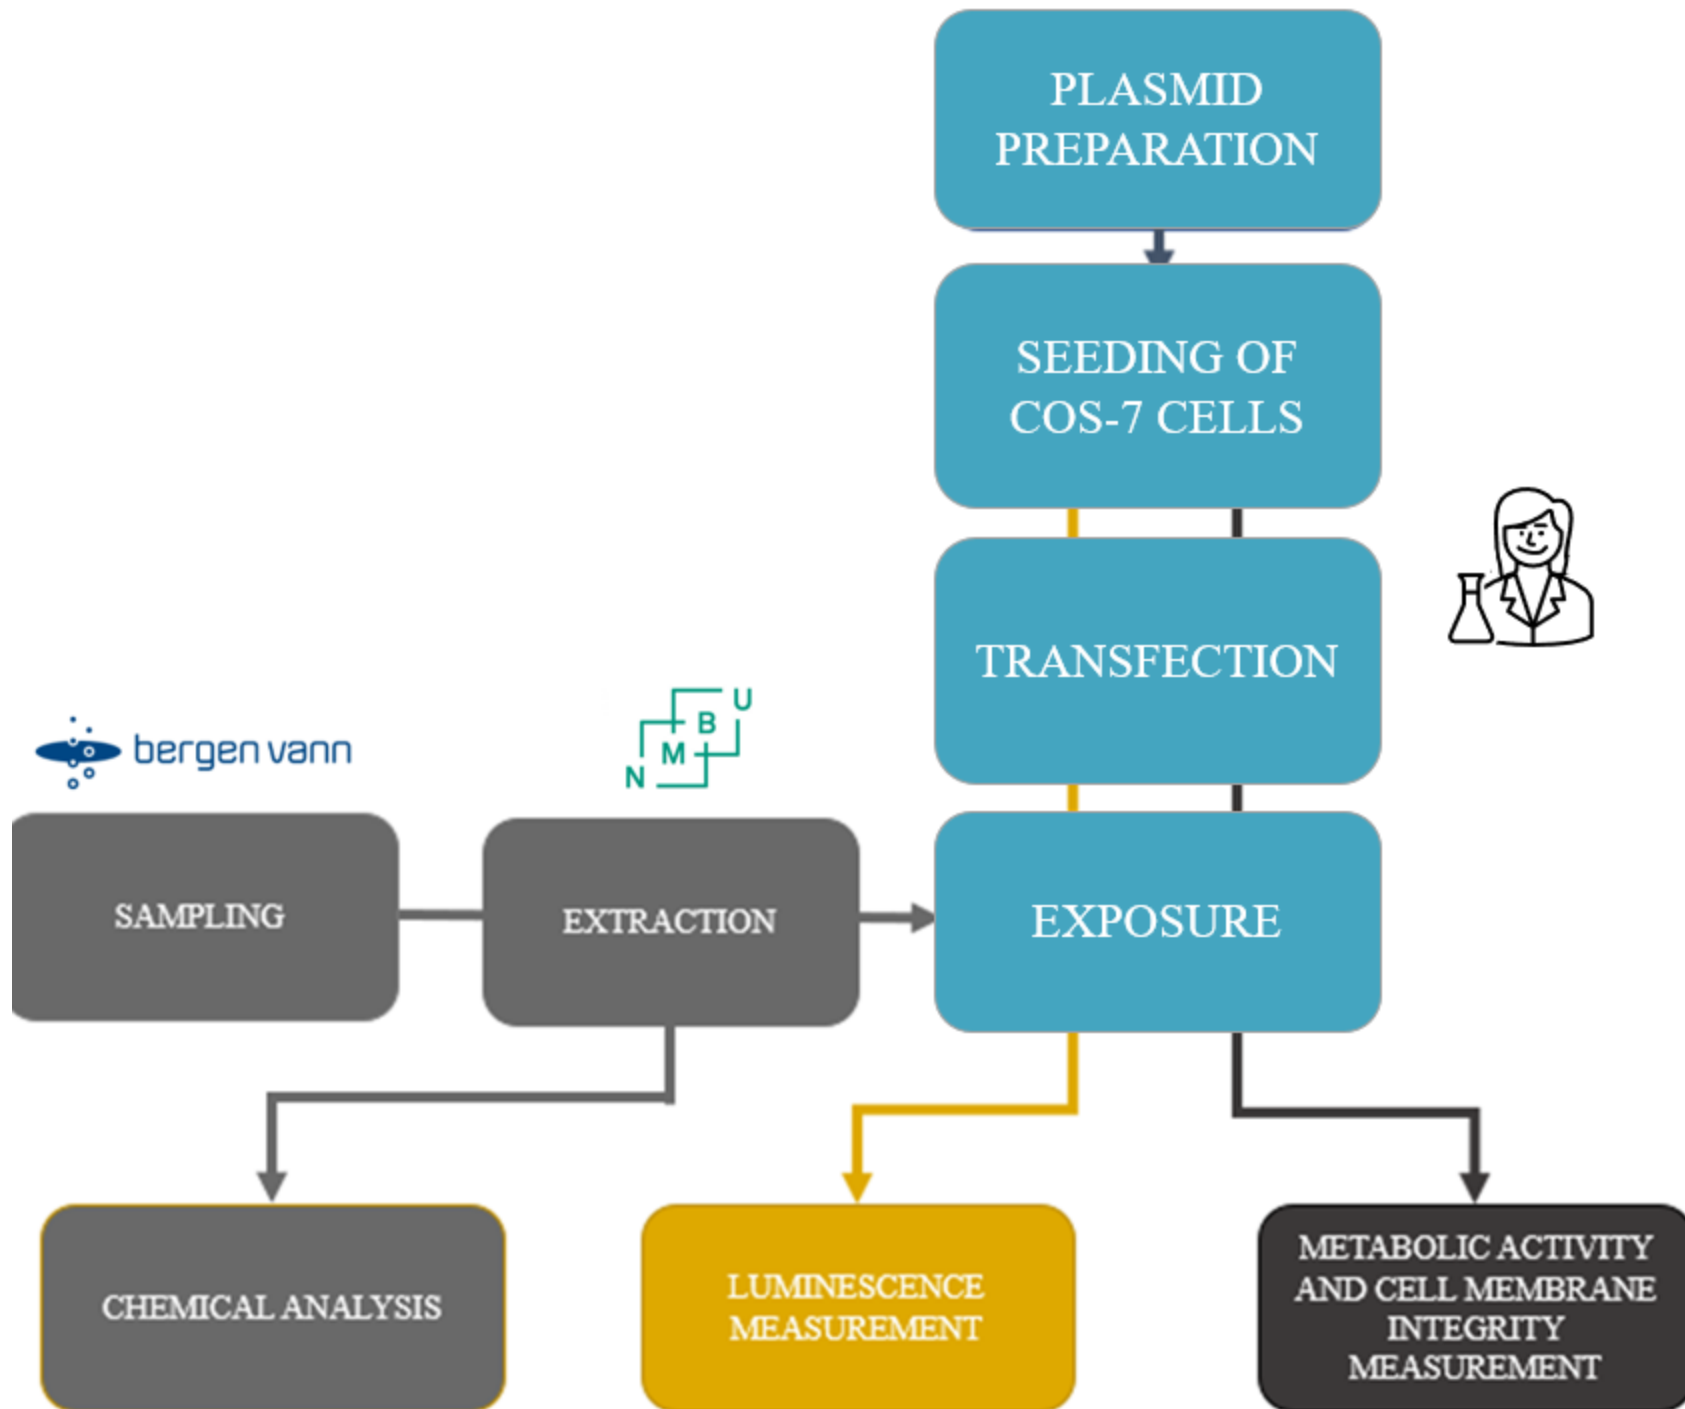 PLASMID
PREPARATION
SEEDING OF
COS-7 CELLS
TRANSFECTION
bergen vann
N M B U
SAMPLING
EXTRACTION
EXPOSURE
CHEMICAL ANALYSIS
LUMINESCENCE
MEASUREMENT
METABOLIC ACTIVITY
AND CELL MEMBRANE
INTEGRITY
MEASUREMENT